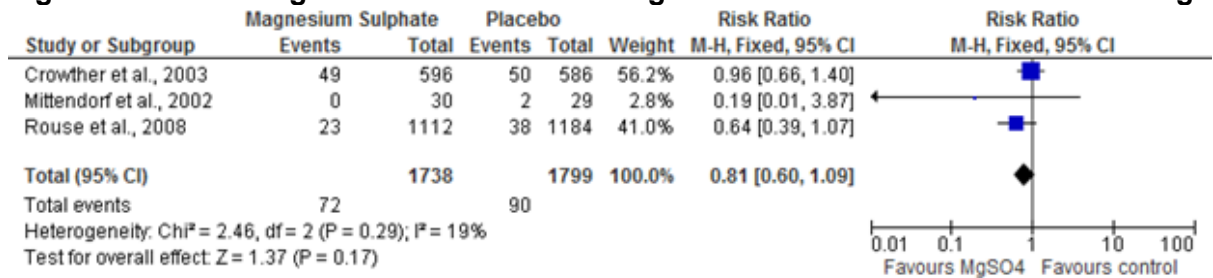 Magnesium Sulphate Placebo Risk Ratio Risk Ratio
Study or Subgroup Events Total Events Total Weight M-H, Fixed, 95% CI M-H, Fixed, 95% CI
Crowther et al., 2003 49 596 50 586 56.2% 0.96 [0.66, 1.40]
Mittendorf et al., 2002 0 30 2 29 2.8% 0.19 [0.01, 3.87]
Rouse et al., 2008 23 1112 38 1184 41.0% 0.64 [0.39, 1.07]
Total (95% CI) 1738 1799 100.0% 0.81 [0.60, 1.09]
Total events 72 90
Heterogeneity: Chi² = 2.46, df = 2 (P = 0.29); I² = 19%
Test for overall effect: Z = 1.37 (P = 0.17)
0.01 0.1 1 10 100
Favours MgSO4 Favours control